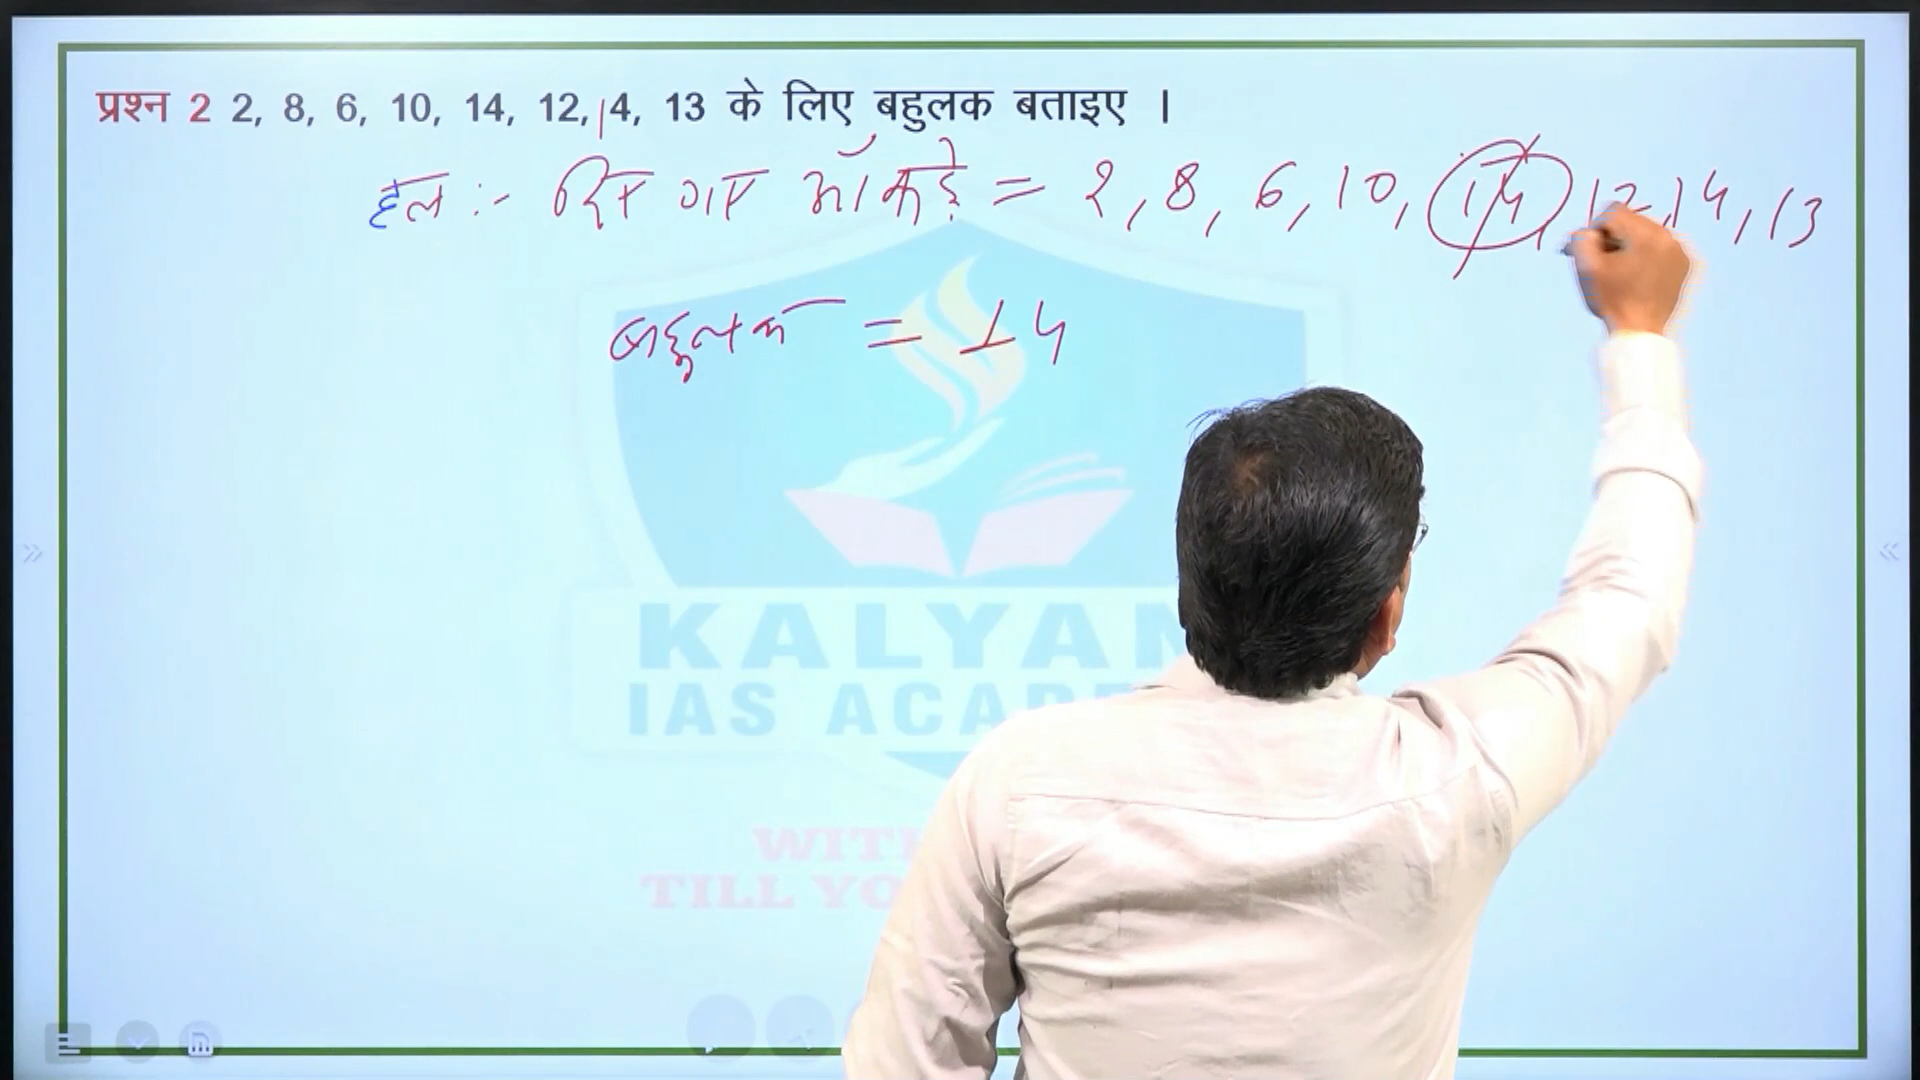 प्रश्न 2 2, 8, 6, 10, 14, 12, 14, 13 के लिए बहुलक बताइए ।
हल :- दिए गए आँकड़े = 2, 8, 6, 10, 14, 12, 14, 13
बहुलक = 14
KALYAN
IAS
TILL